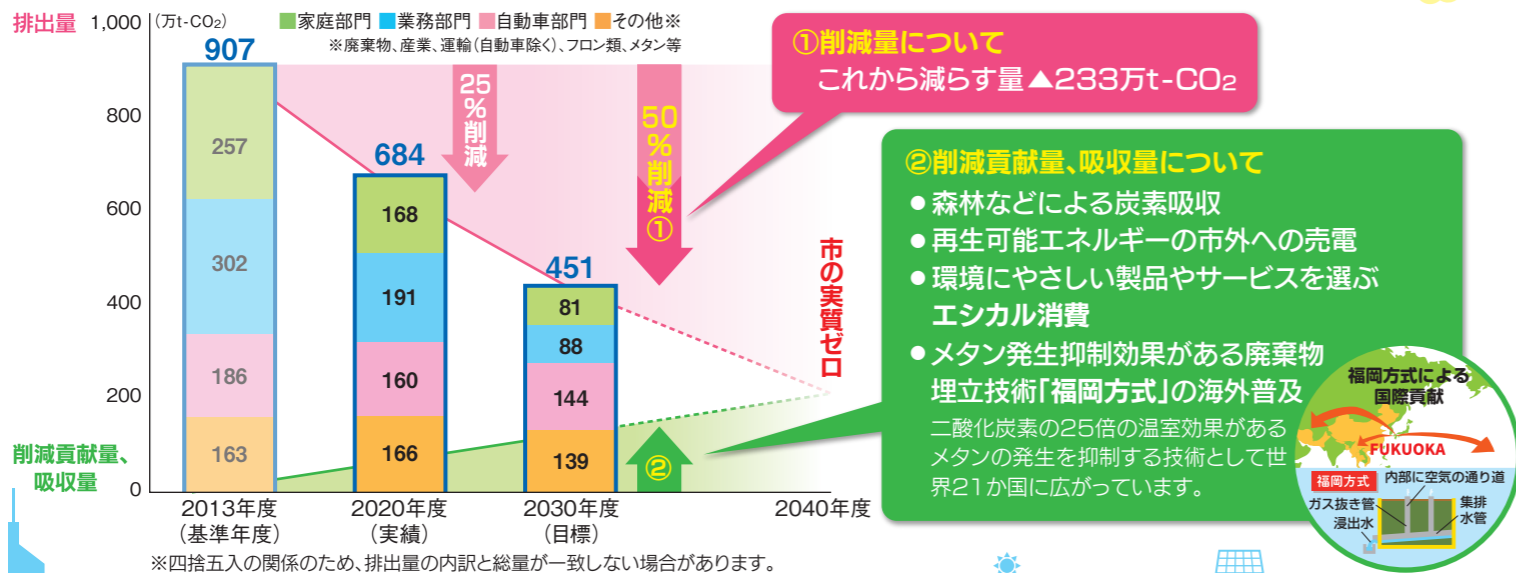 排出量 1,000 (万t-CO₂) 家庭部門 業務部門 自動車部門 その他※
※廃棄物、産業、運輸(自動車除く)、フロン類、メタン等
907
800
600
400
200
0
257
302
186
163
25%削減
684
168
191
160
166
50%削減①
451
81
88
144
139
②
市の実質ゼロ
削減貢献量、
吸収量
2013年度
(基準年度)
2020年度
(実績)
2030年度
(目標)
2040年度
※四捨五入の関係のため、排出量の内訳と総量が一致しない場合があります。
①削減量について
これから減らす量▲233万t-CO₂
②削減貢献量、吸収量について
●森林などによる炭素吸収
●再生可能エネルギーの市外への売電
●環境にやさしい製品やサービスを選ぶ
エシカル消費
●メタン発生抑制効果がある廃棄物
埋立技術「福岡方式」の海外普及
二酸化炭素の25倍の温室効果がある
メタンの発生を抑制する技術として世
界21か国に広がっています。
福岡方式による
国際貢献
FUKUOKA
福岡方式
内部に空気の通り道
ガス抜き管
浸出水
集排
水管